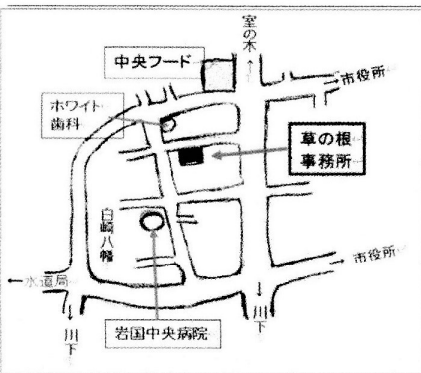 室の木
↑
中央フード
→市役所
ホワイト
歯科
草の根
事務所
白崎八幡
→市役所
←水道局
↓
川下
↓
川下
岩国中央病院